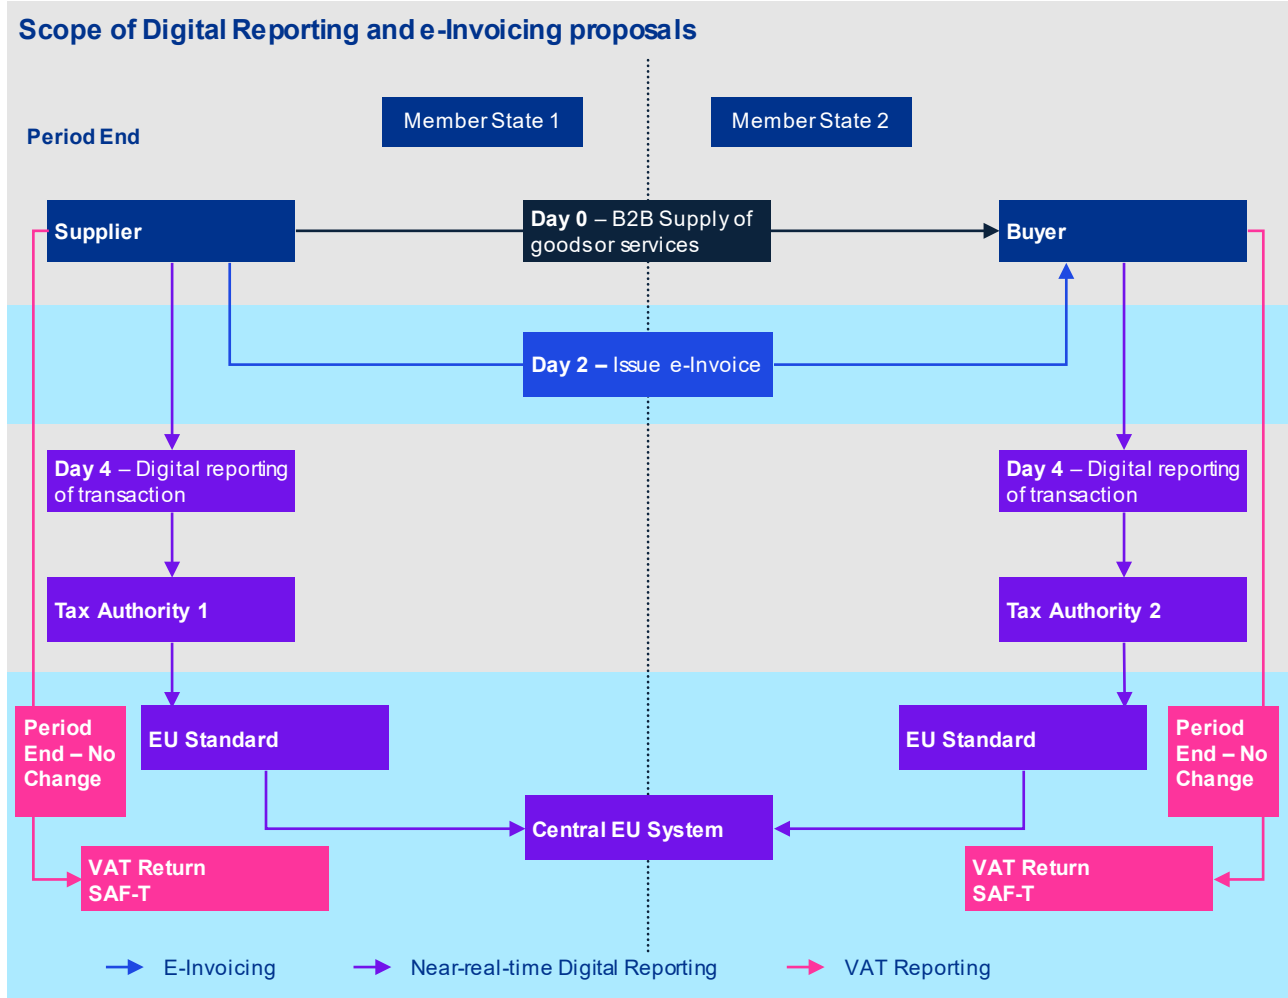 Scope of Digital Reporting and e-Invoicing proposals
Member State 1
Member State 2
Period End
Supplier
Day 0 – B2B Supply of
goods or services
Buyer
Day 2 – Issue e-Invoice
Day 4 – Digital reporting
of transaction
Day 4 – Digital reporting
of transaction
Tax Authority 1
Tax Authority 2
Period
End – No
Change
EU Standard
EU Standard
Period
End – No
Change
Central EU System
VAT Return
SAF-T
VAT Return
SAF-T
E-Invoicing
Near-real-time Digital Reporting
VAT Reporting